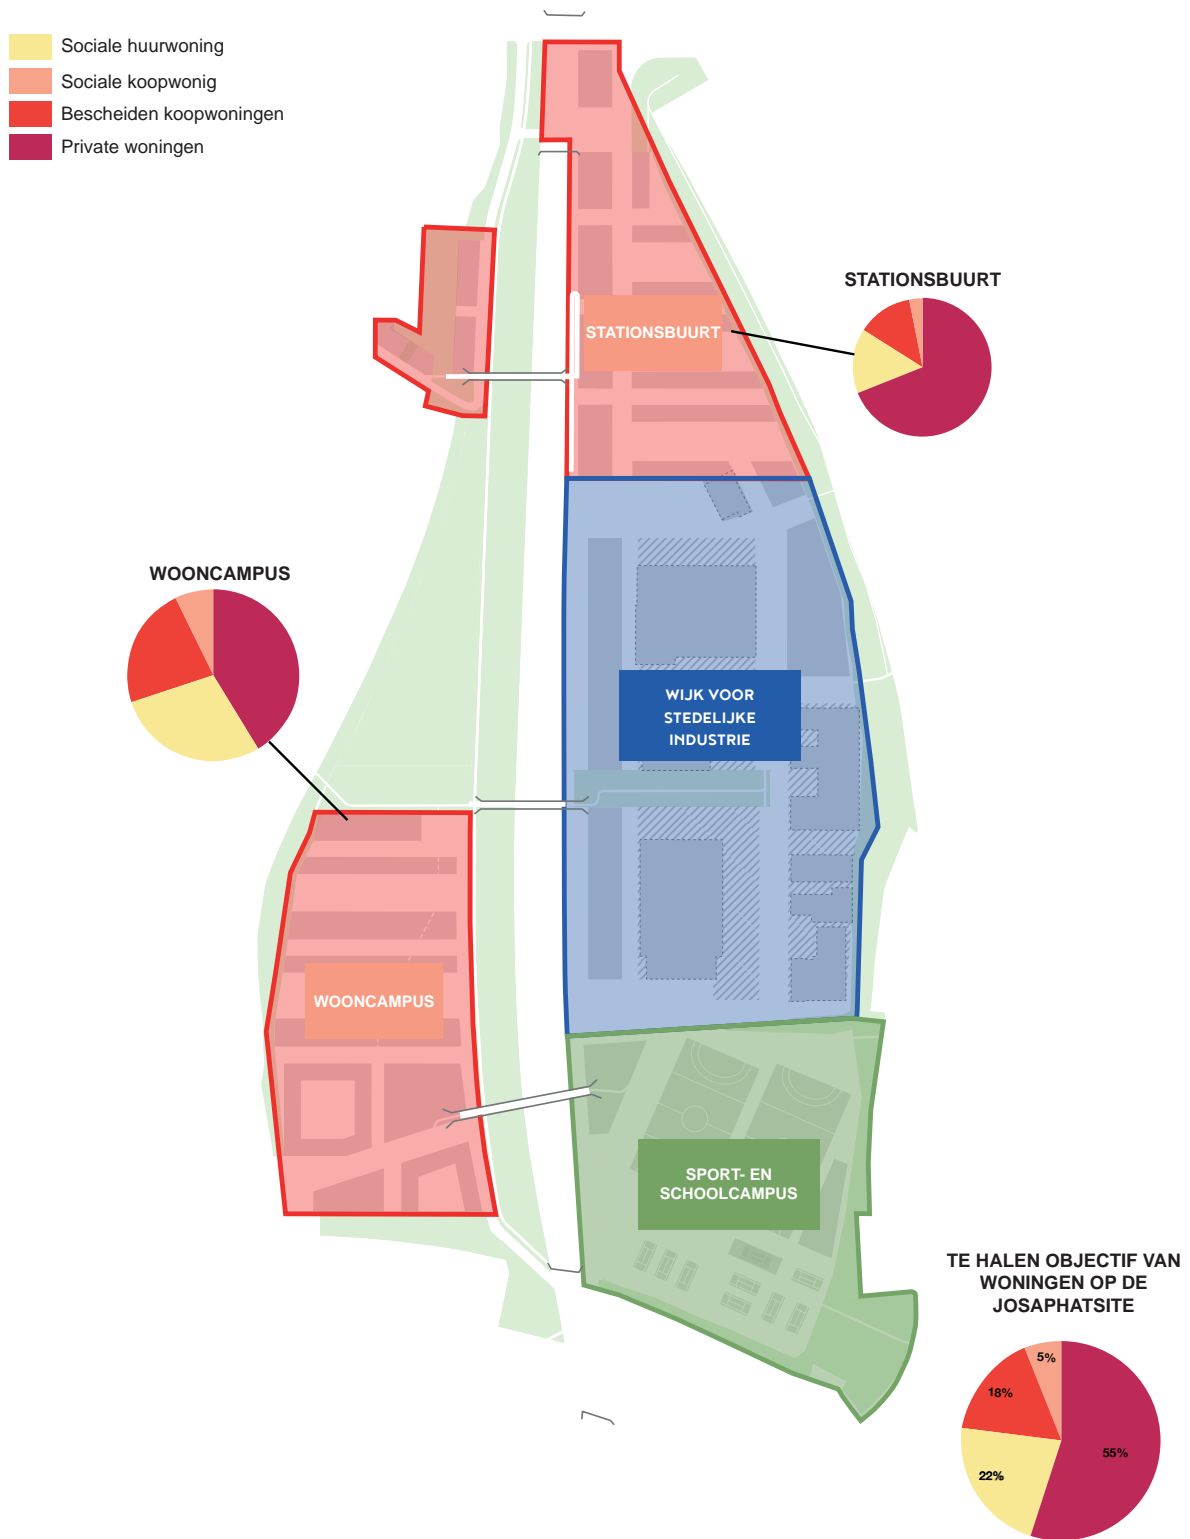 Sociale huurwoning
Sociale koopwonig
Bescheiden koopwoningen
Private woningen
STATIONSBUURT
STATIONSBUURT
WOONCAMPUS
WIJK VOOR
STEDELIJKE
INDUSTRIE
WOONCAMPUS
SPORT- EN
SCHOOLCAMPUS
TE HALEN OBJECTIF VAN
WONINGEN OP DE
JOSAPHATSITE
5%
18%
55%
22%